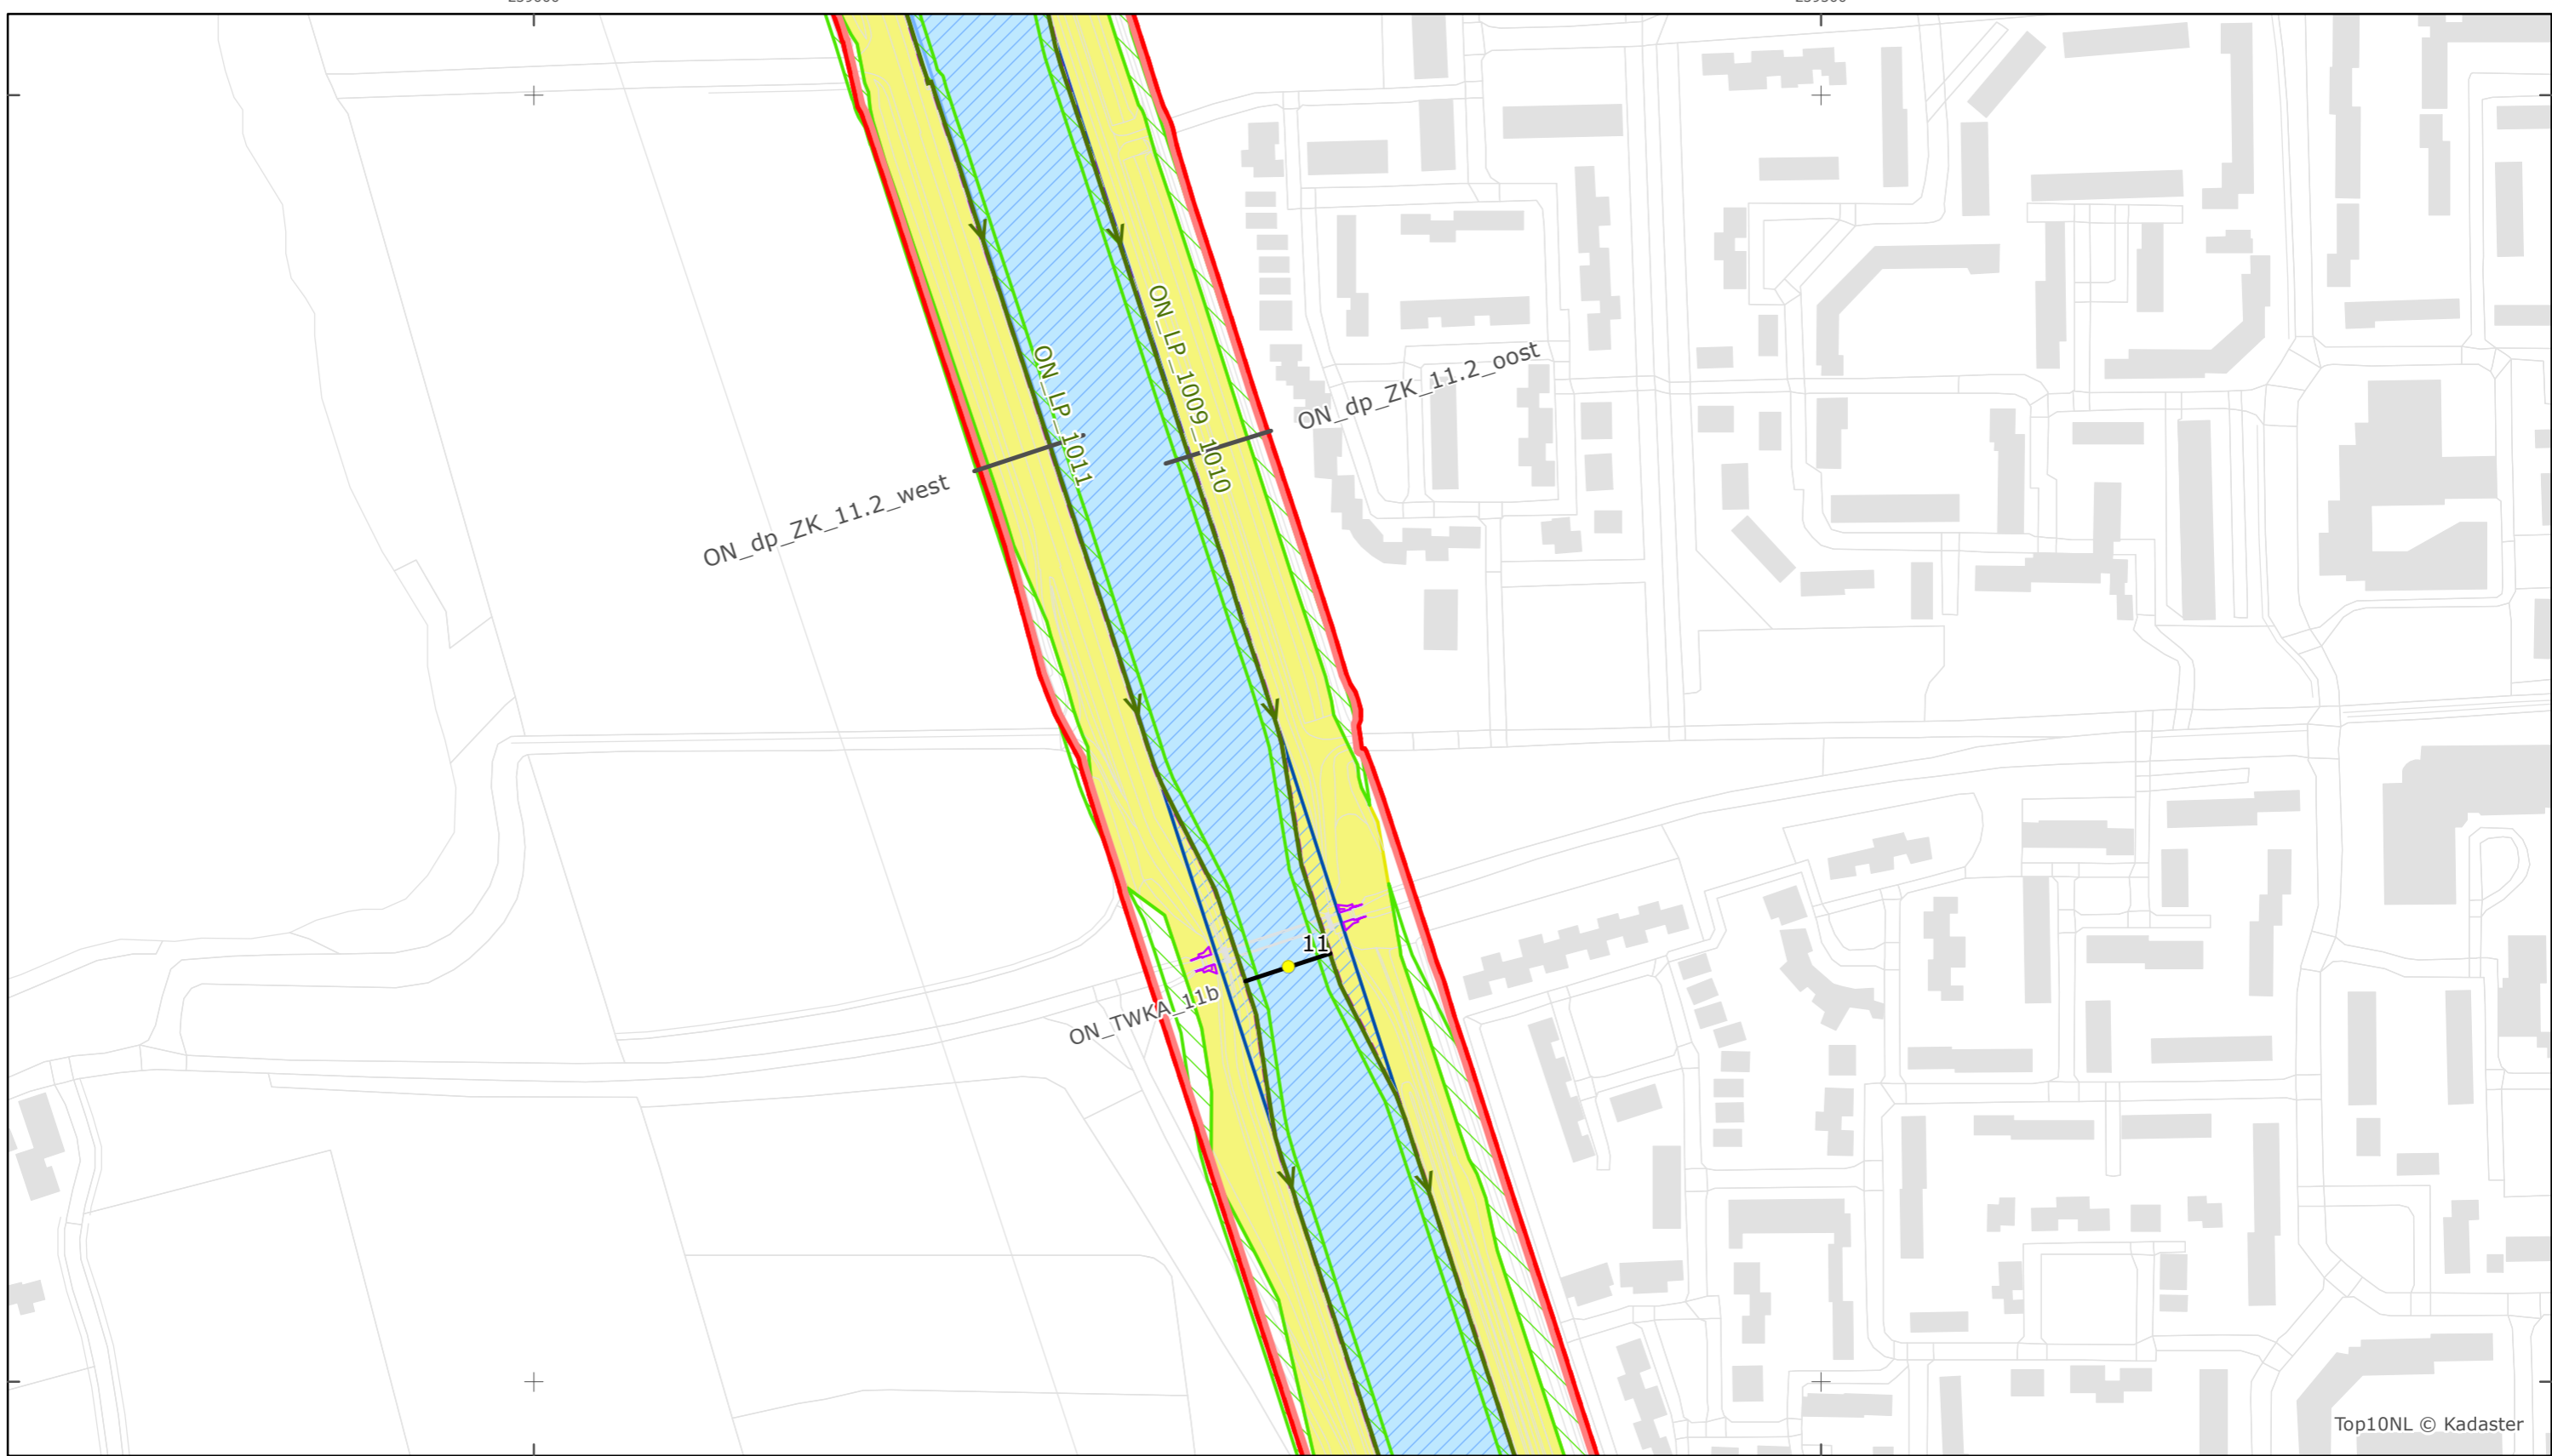 ON_LP_1009_1010
ON_LP_1011
ON_dp_ZK_11.2_oost
ON_dp_ZK_11.2_west
11
ON_TWKA_11b
Top10NL © Kadaster